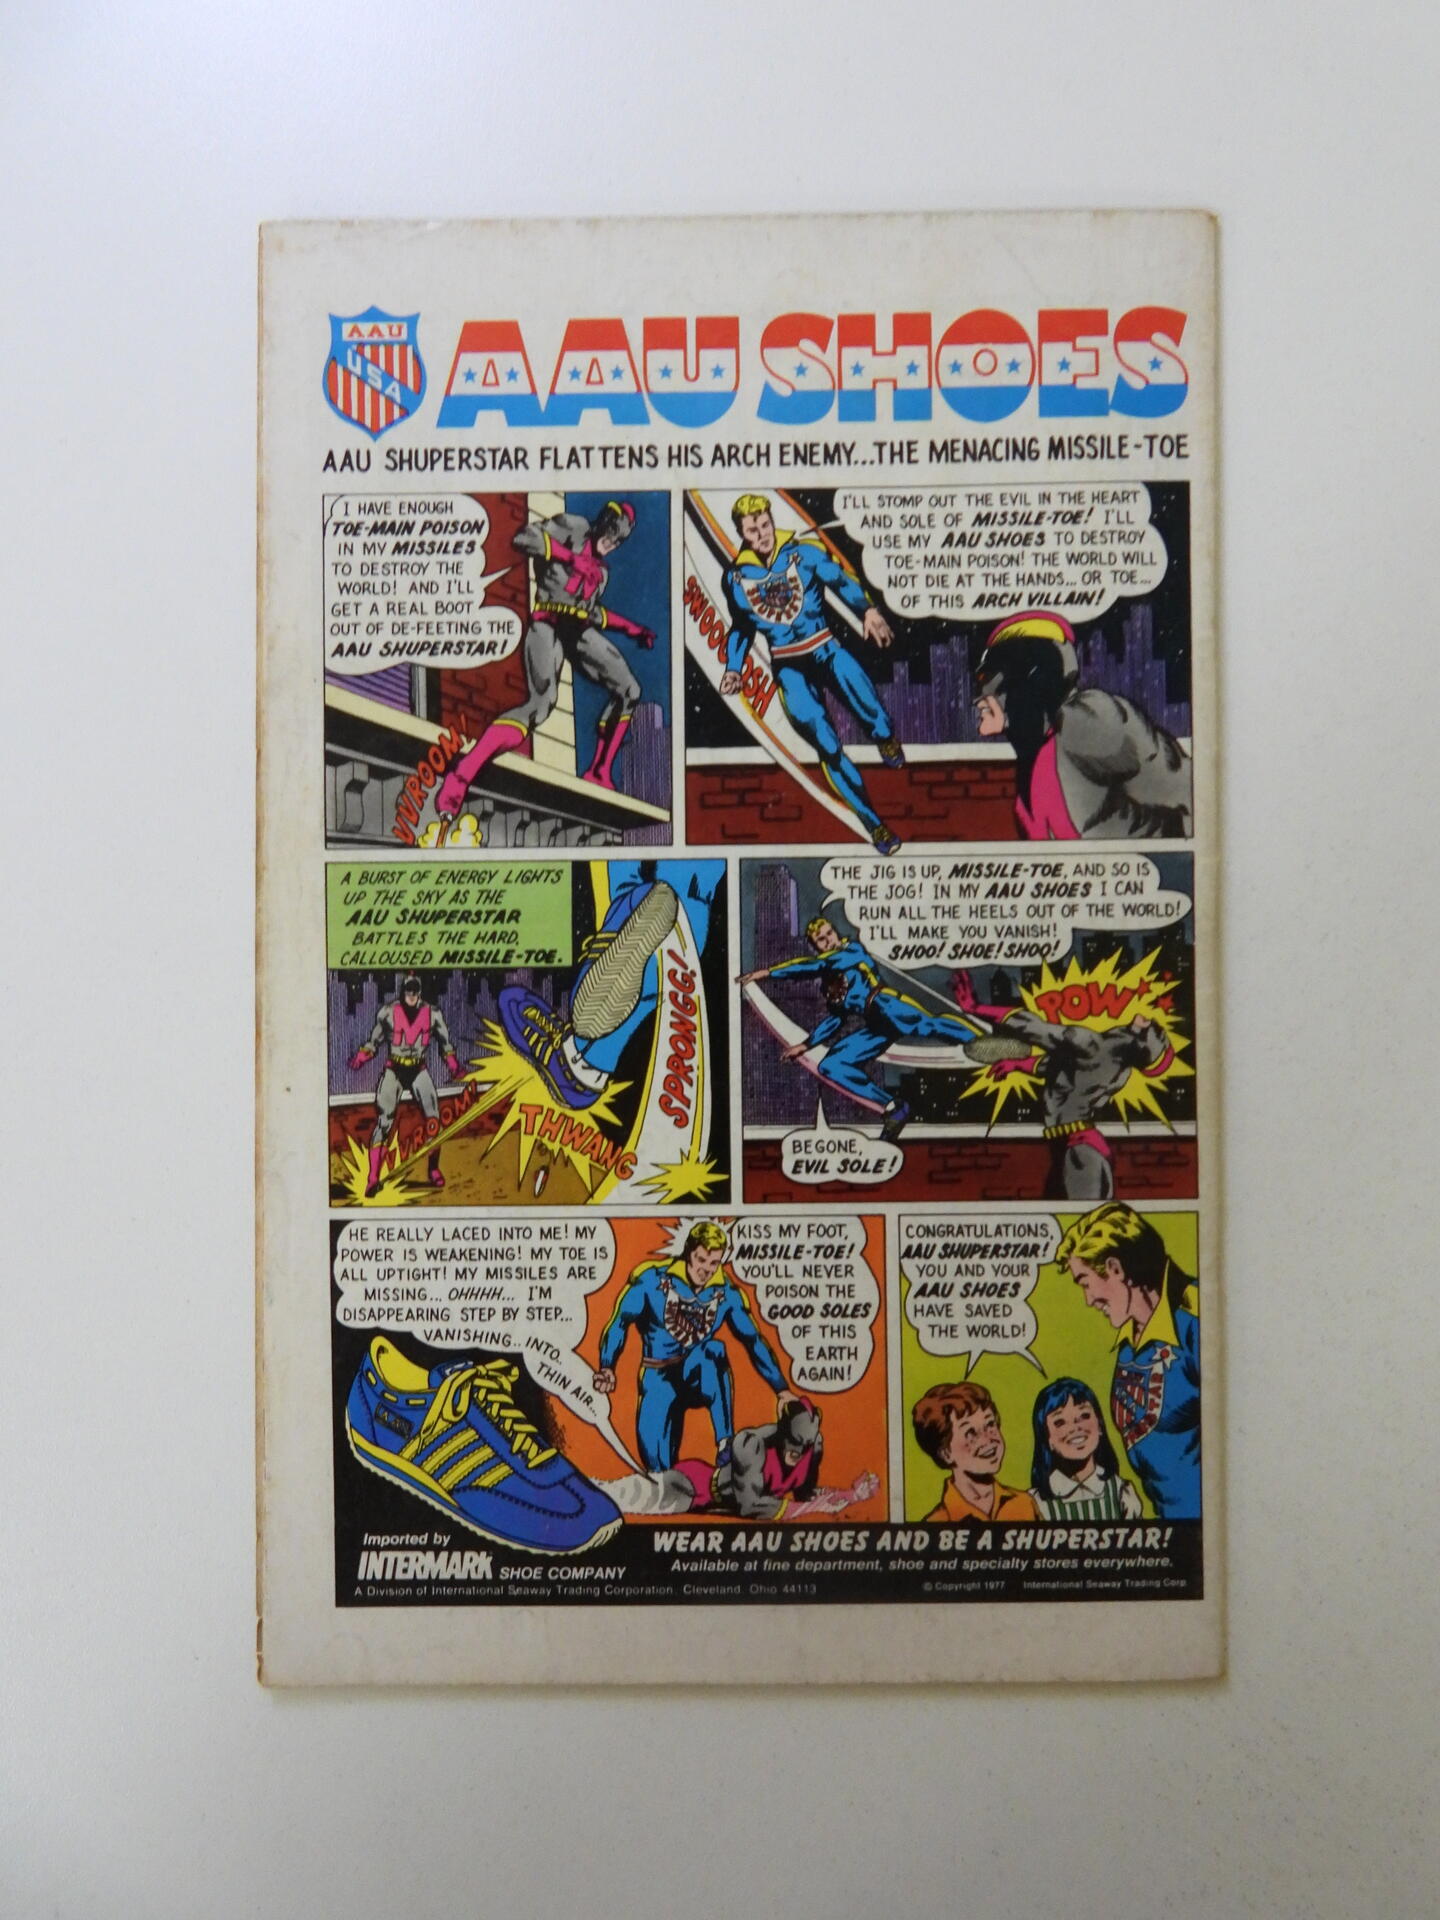 AAU
USA
AAU SHOES
AAU SHUPERSTAR FLATTENS HIS ARCH ENEMY...THE MENACING MISSILE-TOE
I HAVE ENOUGH
TOE-MAIN POISON
IN MY MISSILES
TO DESTROY THE
WORLD! AND I'LL
GET A REAL BOOT
OUT OF DE-FEETING THE
AAU SHUPERSTAR!
VVROOM!
I'LL STOMP OUT THE EVIL IN THE HEART
AND SOLE OF MISSILE-TOE! I'LL
USE MY AAU SHOES TO DESTROY
TOE-MAIN POISON! THE WORLD WILL
NOT DIE AT THE HANDS... OR TOE...
OF THIS ARCH VILLAIN!
SHUPERSTAR
A BURST OF ENERGY LIGHTS
UP THE SKY AS THE
AAU SHUPERSTAR
BATTLES THE HARD,
CALLOUSED MISSILE-TOE.
M
VVROOM!
THWANG
SPRONGG!
THE JIG IS UP, MISSILE-TOE, AND SO IS
THE JOG! IN MY AAU SHOES I CAN
RUN ALL THE HEELS OUT OF THE WORLD!
I'LL MAKE YOU VANISH!
SHOO! SHOE! SHOO!
POW
BEGONE,
EVIL SOLE!
HE REALLY LACED INTO ME! MY
POWER IS WEAKENING! MY TOE IS
ALL UPTIGHT! MY MISSILES ARE
MISSING... OHHHH... I'M
DISAPPEARING STEP BY STEP...
VANISHING.. INTO..
THIN AIR...
KISS MY FOOT,
MISSILE-TOE!
YOU'LL NEVER
POISON THE
GOOD SOLES
OF THIS
EARTH
AGAIN!
CONGRATULATIONS,
AAU SHUPERSTAR!
YOU AND YOUR
AAU SHOES
HAVE SAVED
THE WORLD!
Imported by
INTERMARK SHOE COMPANY
A Division of International Seaway Trading Corporation, Cleveland, Ohio 44113
WEAR AAU SHOES AND BE A SHUPERSTAR!
Available at fine department, shoe and specialty stores everywhere.
© Copyright 1977 International Seaway Trading Corp.